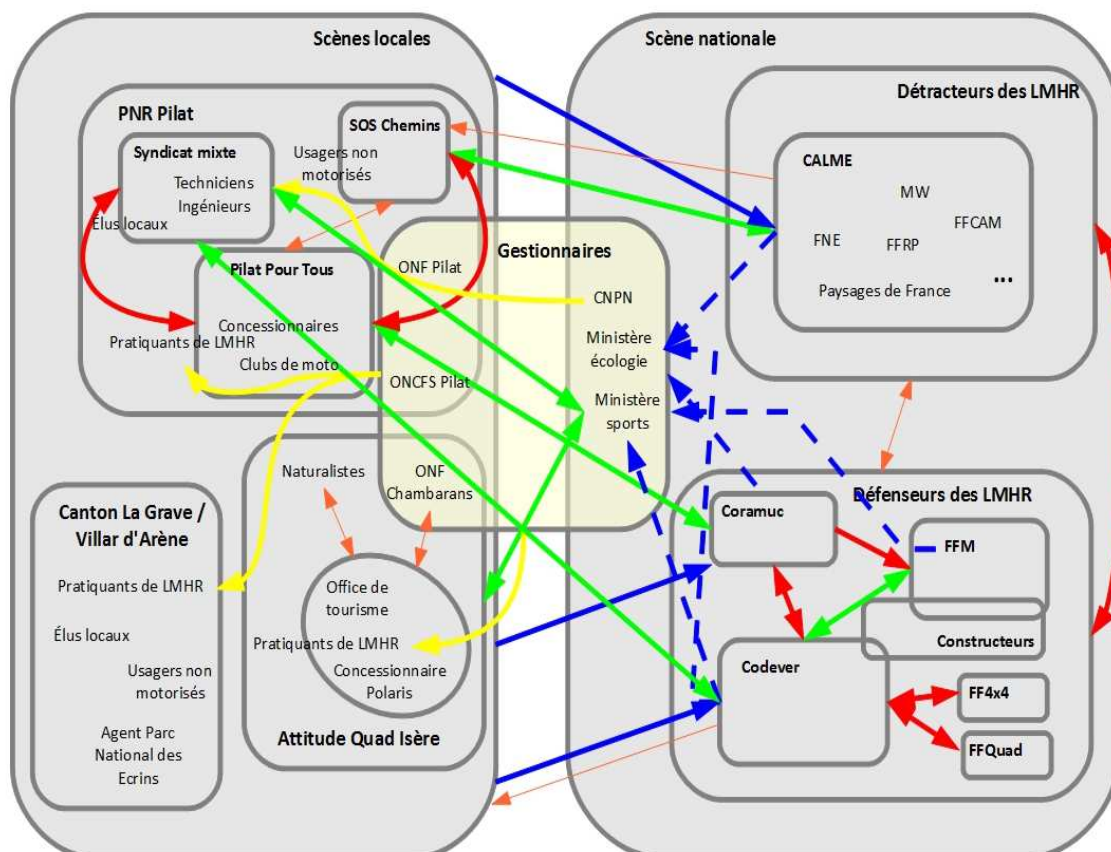 Scènes locales
Scène nationale
PNR Pilat
SOS Chemins
Syndicat mixte
Usagers non
motorisés
Techniciens
Ingénieurs
Élus locaux
Pilat Pour Tous
Concessionnaires
Pratiquants de LMHR
Clubs de moto
Gestionnaires
ONF Pilat
CNPN
Ministère
écologie
ONCFS Pilat
Ministère
sports
Détracteurs des LMHR
CALME
MW
FFCAM
FNE
FFRP
...
Paysages de France
Naturalistes
ONF
Chambarans
Canton La Grave /
Villar d'Arène
Pratiquants de LMHR
Élus locaux
Usagers non
motorisés
Agent Parc
National des
Ecrins
Office de
tourisme
Pratiquants de LMHR
Concessionnaire
Polaris
Attitude Quad Isère
Défenseurs des LMHR
Coramuc
FFM
Constructeurs
Codever
FF4x4
FFQuad